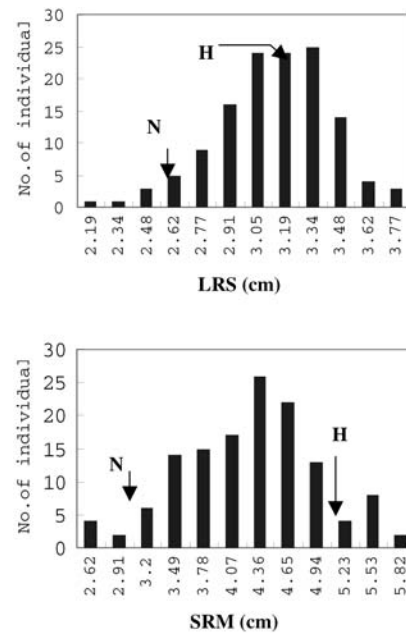 No.of individual
30
25
20
15
10
5
0
H
N
2.19 2.34 2.48 2.62 2.77 2.91 3.05 3.19 3.34 3.48 3.62 3.77
LRS (cm)
No.of individual
30
25
20
15
10
5
0
N
H
2.62 2.91 3.2 3.49 3.78 4.07 4.36 4.65 4.94 5.23 5.53 5.82
SRM (cm)